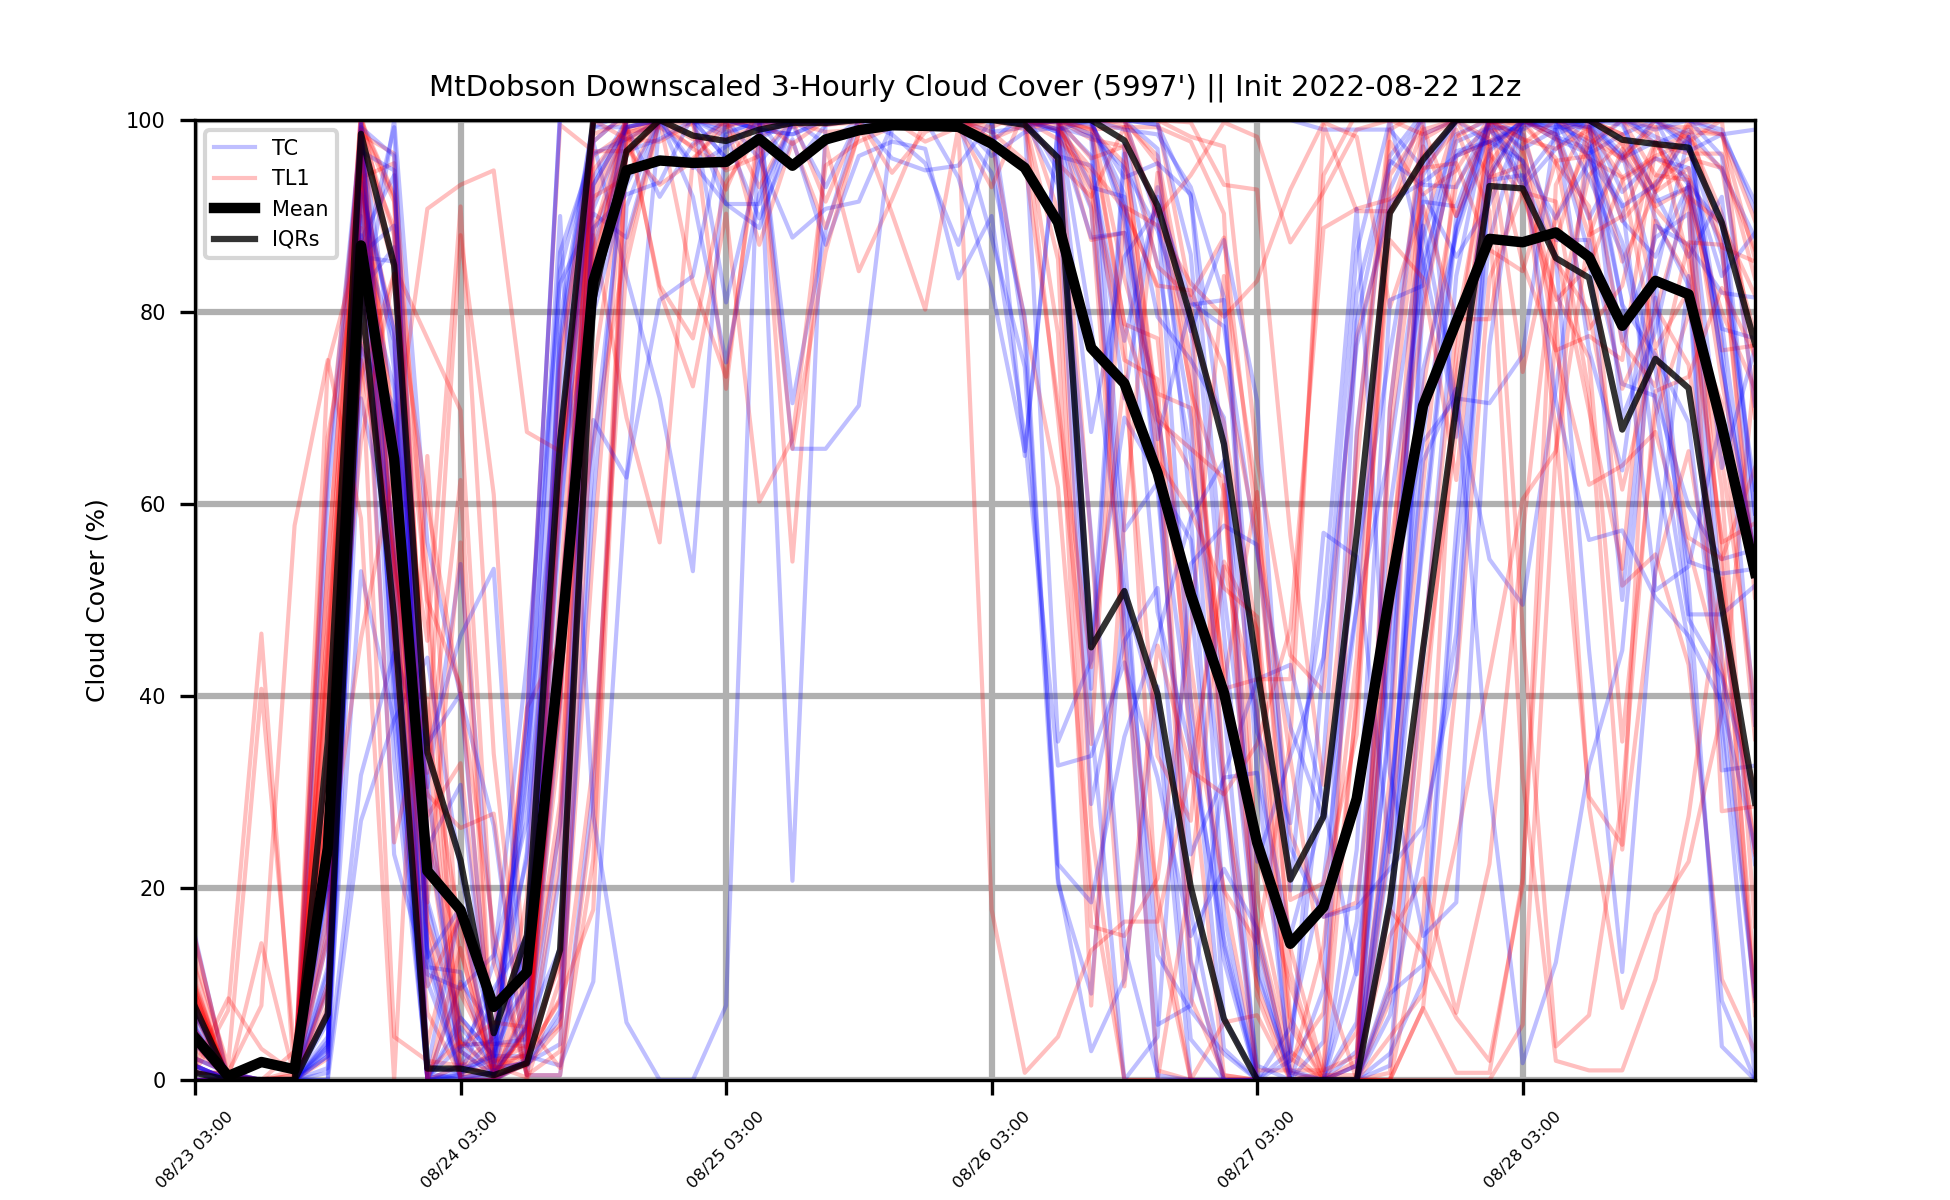 MtDobson Downscaled 3-Hourly Cloud Cover (5997') || Init 2022-08-22 12z
TC
TL1
Mean
IQRs
Cloud Cover (%)
100
80
60
40
20
0
08/23 03:00
08/24 03:00
08/25 03:00
08/26 03:00
08/27 03:00
08/28 03:00